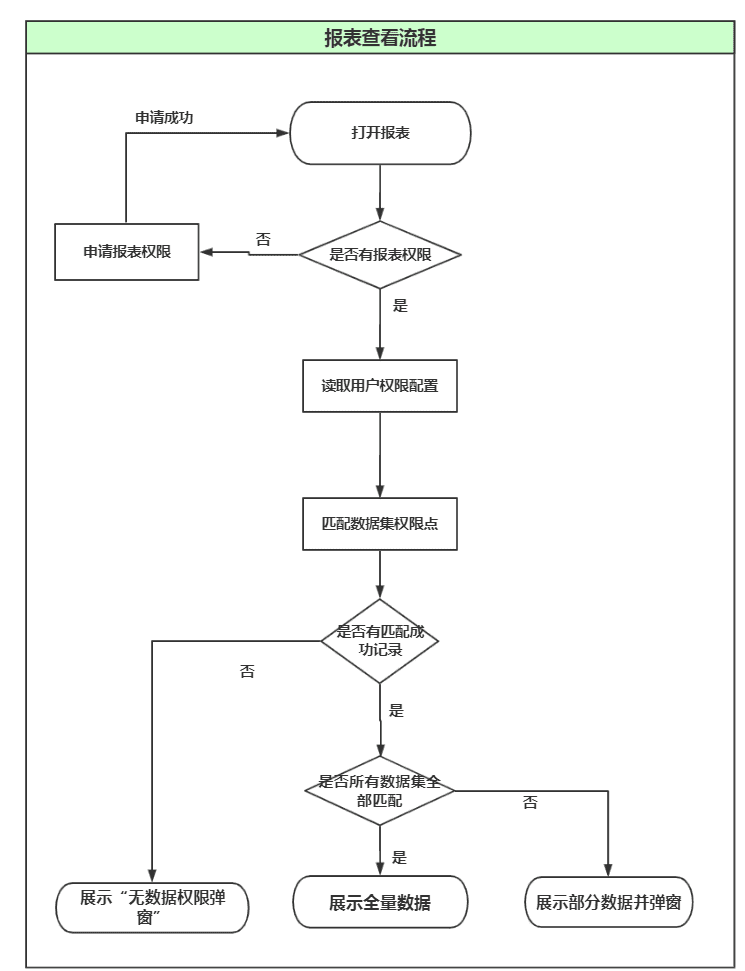 报表查看流程
申请成功
打开报表
申请报表权限
否
是否有报表权限
是
读取用户权限配置
匹配数据集权限点
是否有匹配成
功记录
否
是
是否所有数据集全
部匹配
否
是
展示“无数据权限弹
窗”
展示全量数据
展示部分数据并弹窗